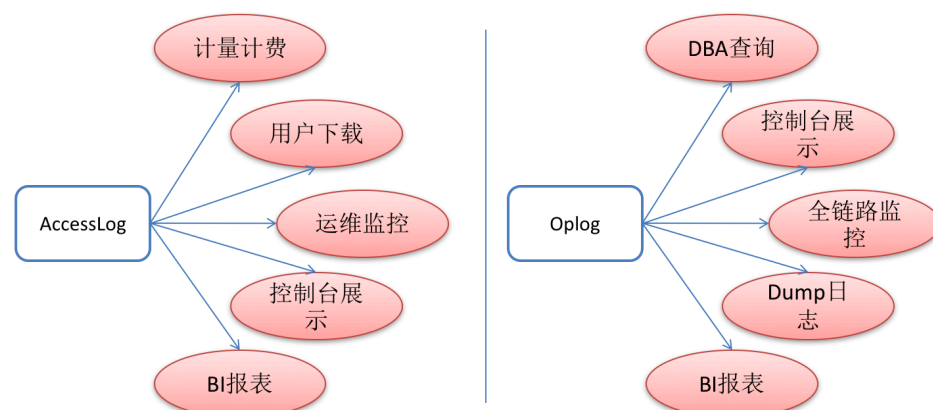 计量计费
用户下载
AccessLog
运维监控
控制台展
示
BI报表
DBA查询
控制台展
示
Oplog
全链路监
控
Dump日
志
BI报表